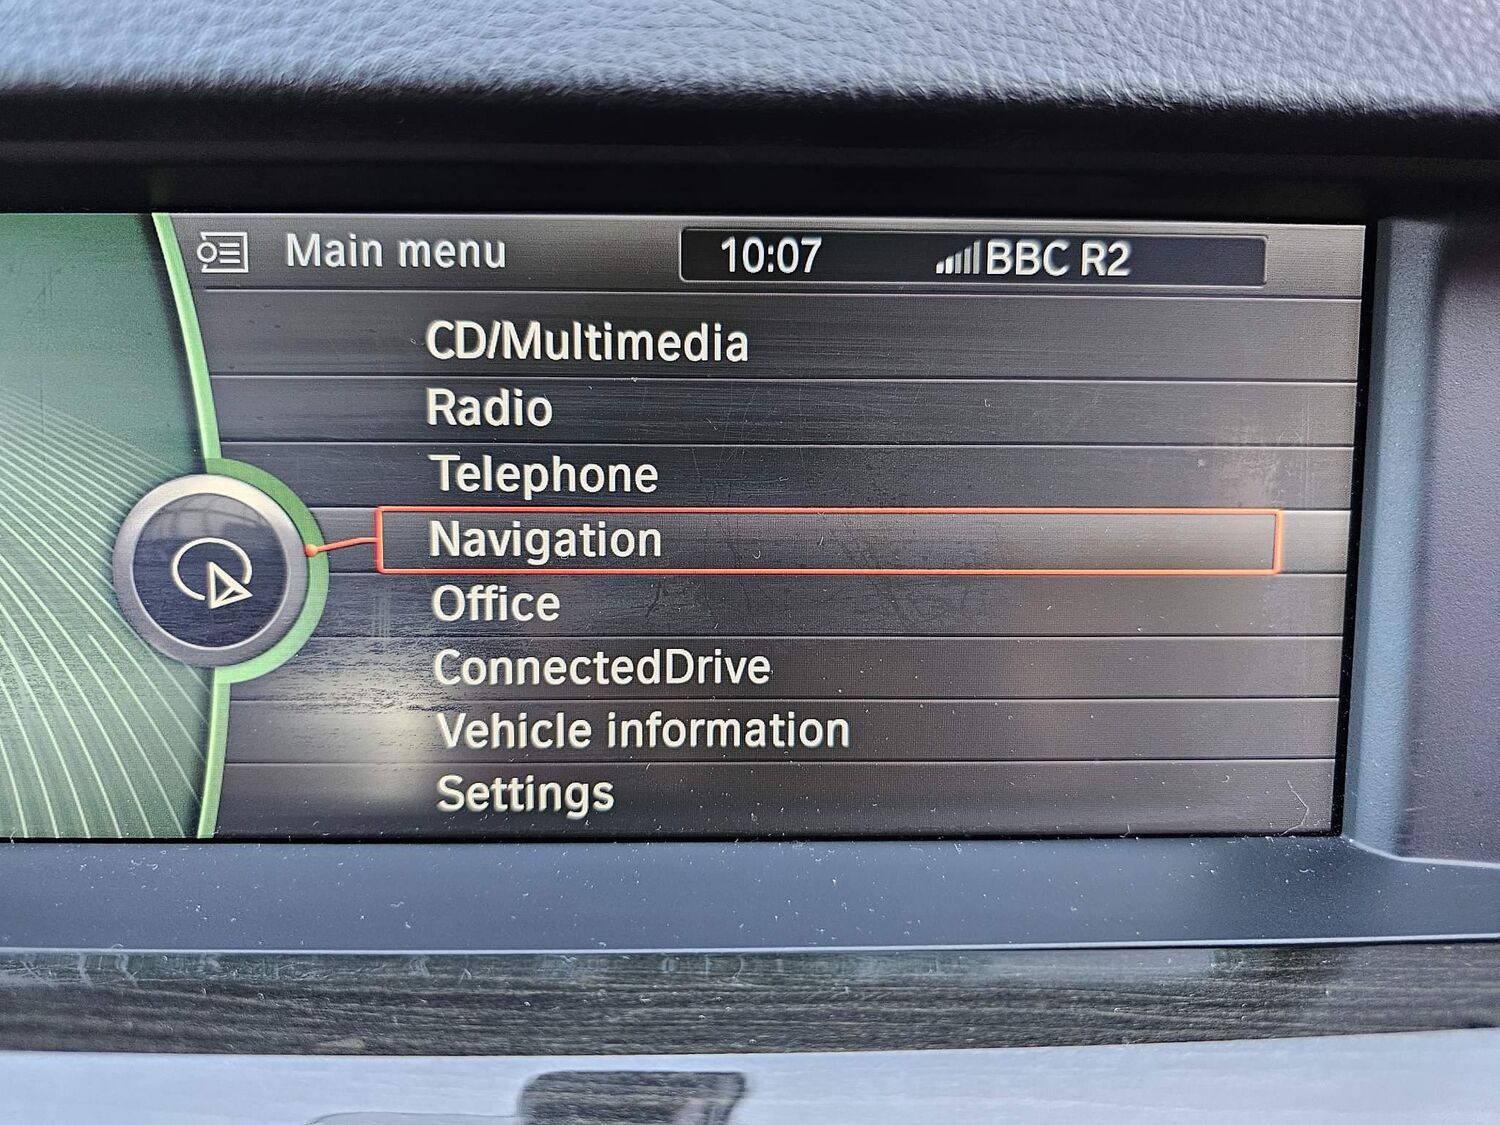 Main menu 10:07 BBC R2
CD/Multimedia
Radio
Telephone
Navigation
Office
ConnectedDrive
Vehicle information
Settings